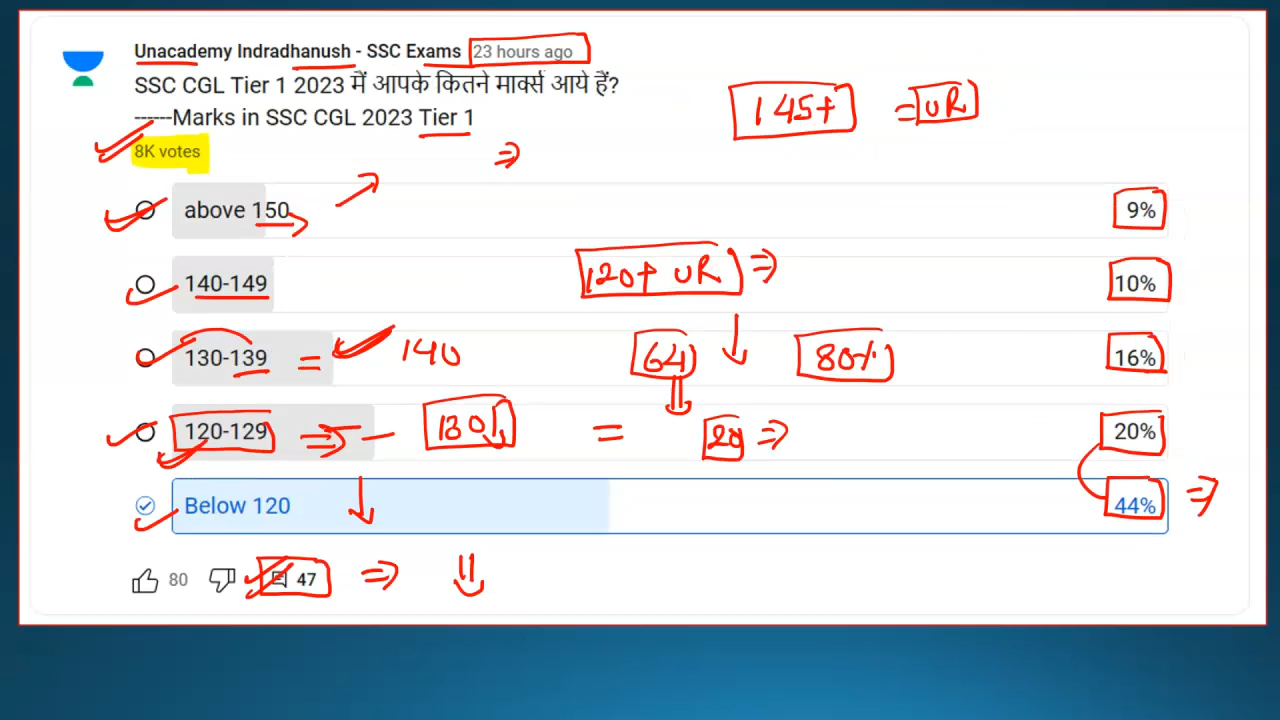 Unacademy Indradhanush - SSC Exams 23 hours ago
SSC CGL Tier 1 2023 में आपके कितने मार्क्स आये हैं?
------Marks in SSC CGL 2023 Tier 1
145+ = UR
8K votes
above 150 9%
120+ UR
140-149 10%
130-139 = 140 64 80% 16%
120-129 130 = 20 20%
Below 120 44%
80 47